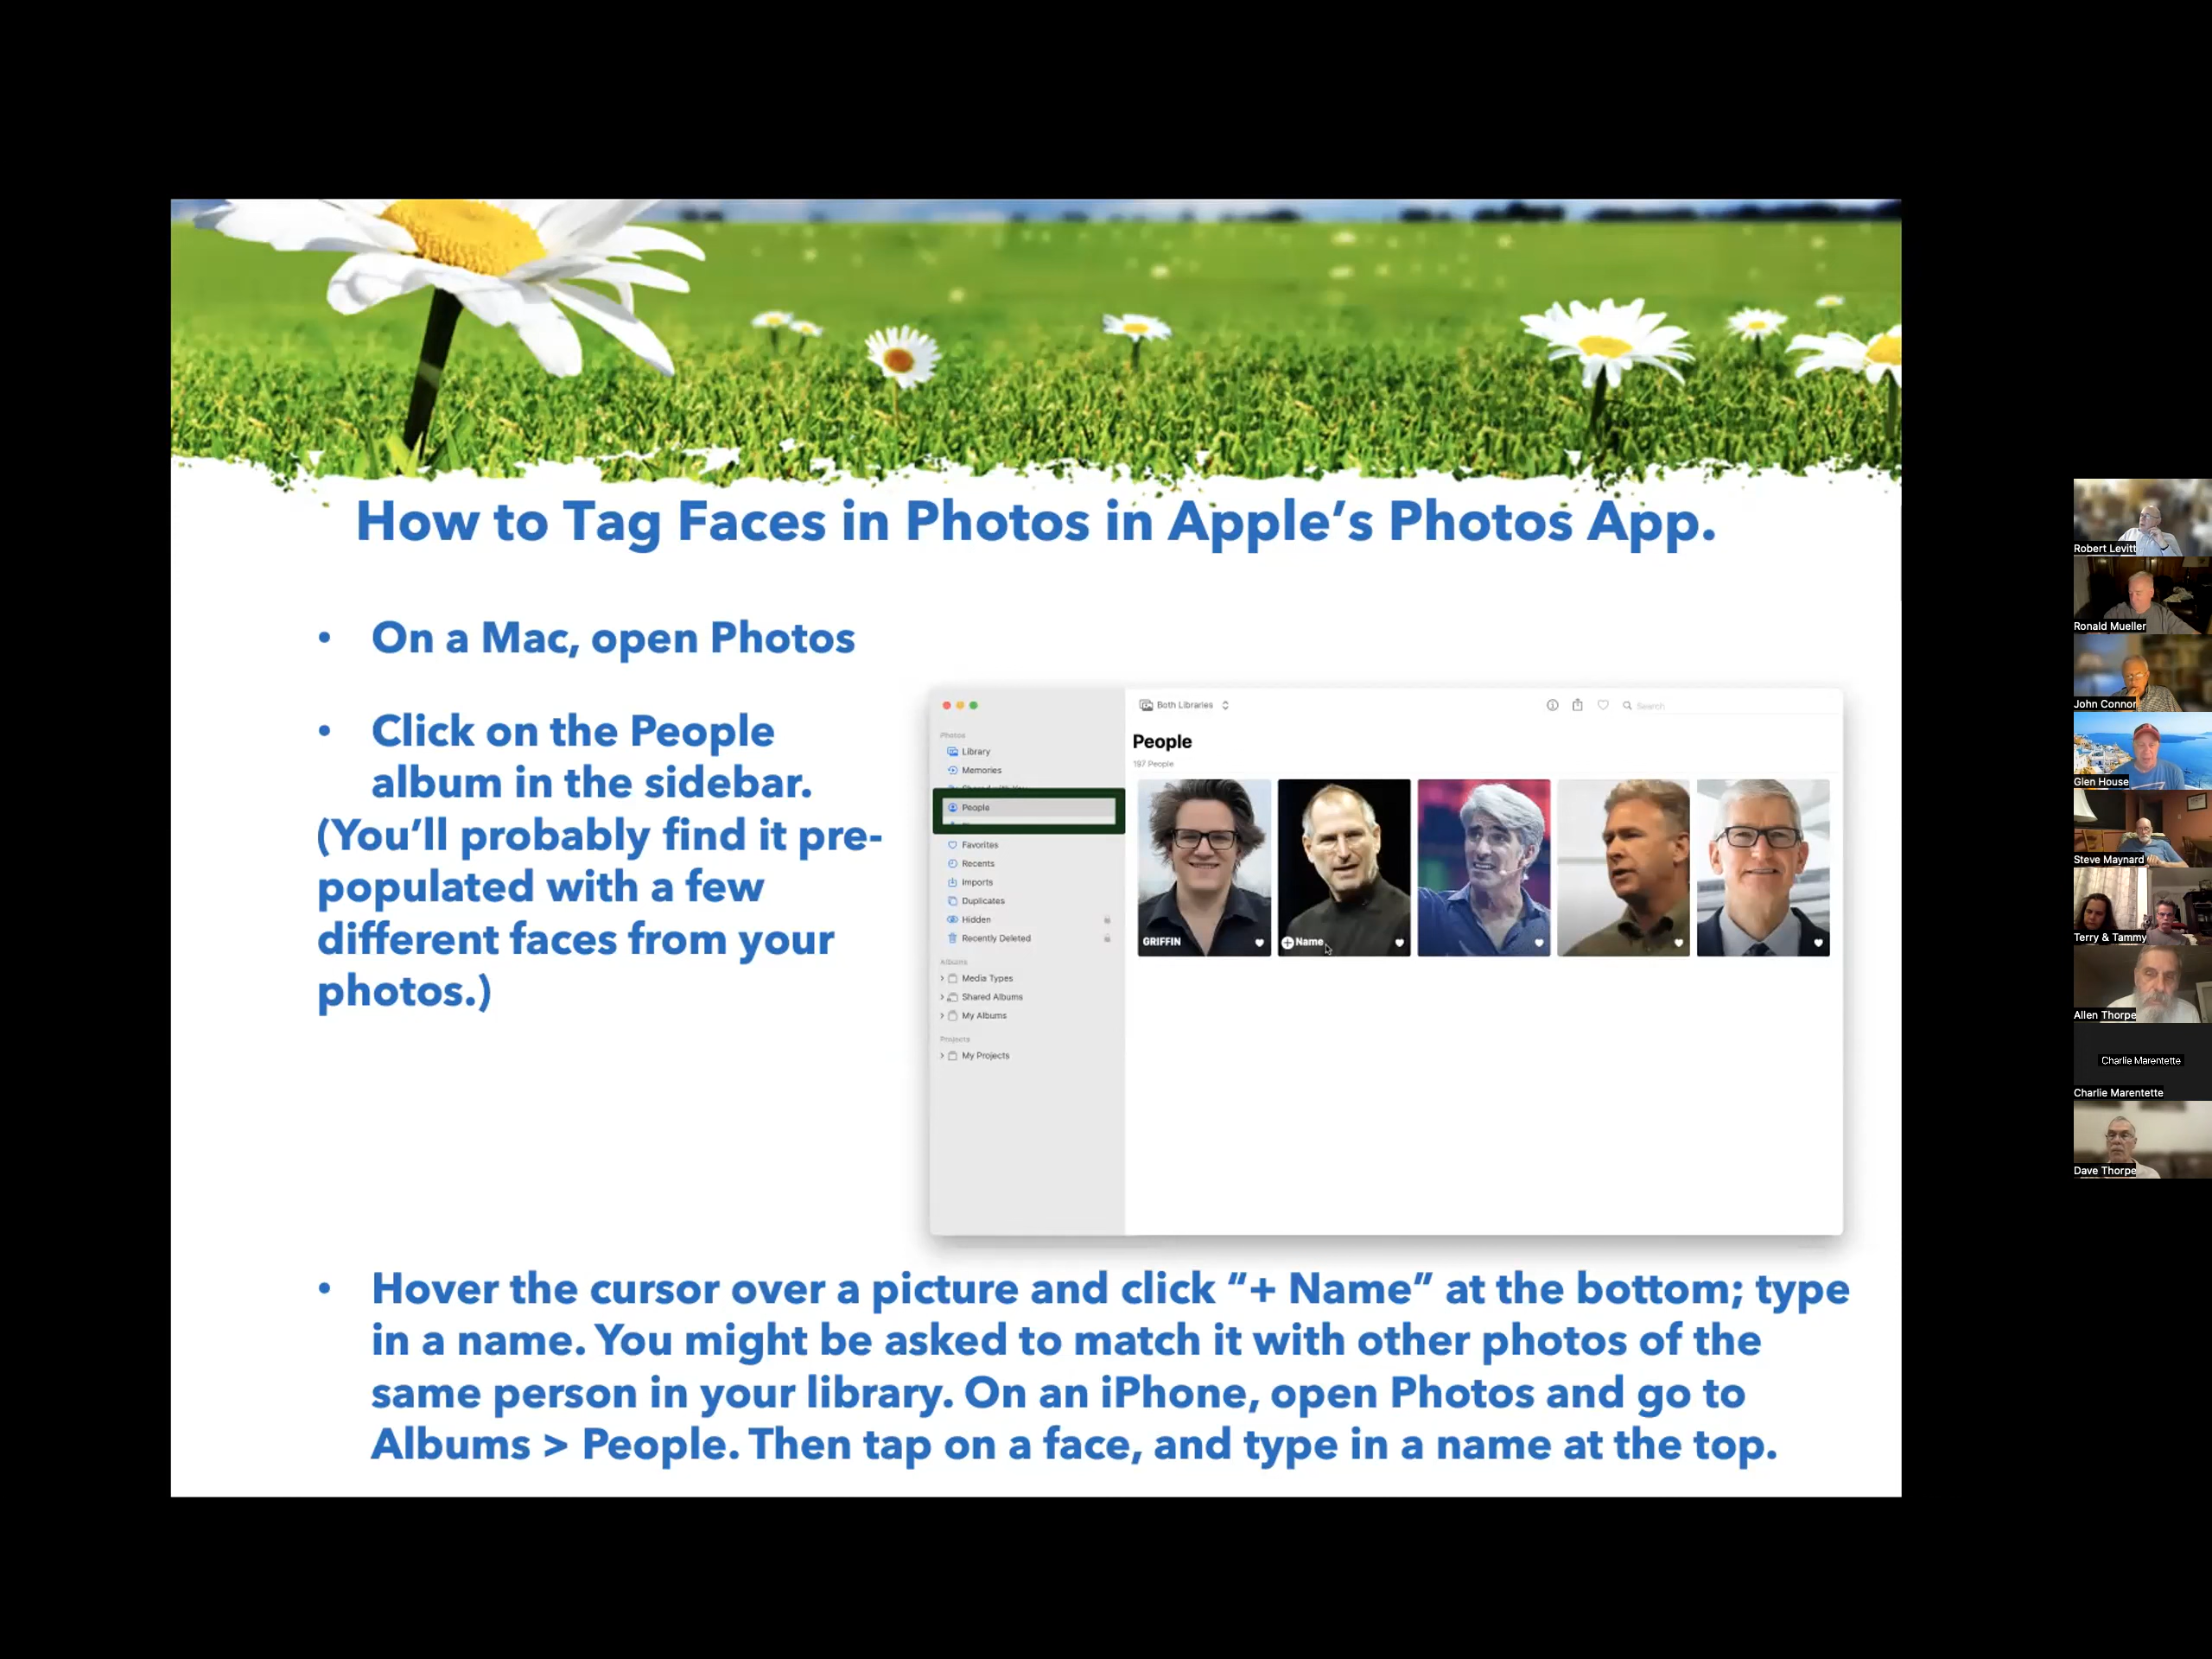 How to Tag Faces in Photos in Apple’s Photos App.
• On a Mac, open Photos
• Click on the People
album in the sidebar.
(You’ll probably find it pre-
populated with a few
different faces from your
photos.)
Both Libraries
Search
Photos
Library
Memories
People
Favorites
Recents
Imports
Duplicates
Hidden
Recently Deleted
Albums
Media Types
Shared Albums
My Albums
Projects
My Projects
People
197 People
GRIFFIN
Name
• Hover the cursor over a picture and click “+ Name” at the bottom; type
in a name. You might be asked to match it with other photos of the
same person in your library. On an iPhone, open Photos and go to
Albums > People. Then tap on a face, and type in a name at the top.
Robert Levitt
Ronald Mueller
John Connor
Glen House
Steve Maynard
Terry & Tammy
Allen Thorpe
Charlie Marentette
Charlie Marentette
Dave Thorpe